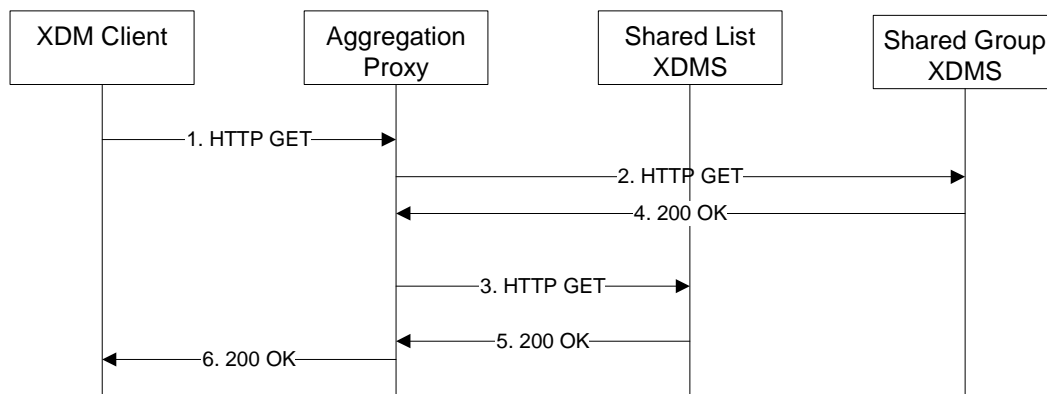 XDM Client
Aggregation
Proxy
Shared List
XDMS
Shared Group
XDMS
1. HTTP GET
2. HTTP GET
4. 200 OK
3. HTTP GET
5. 200 OK
6. 200 OK